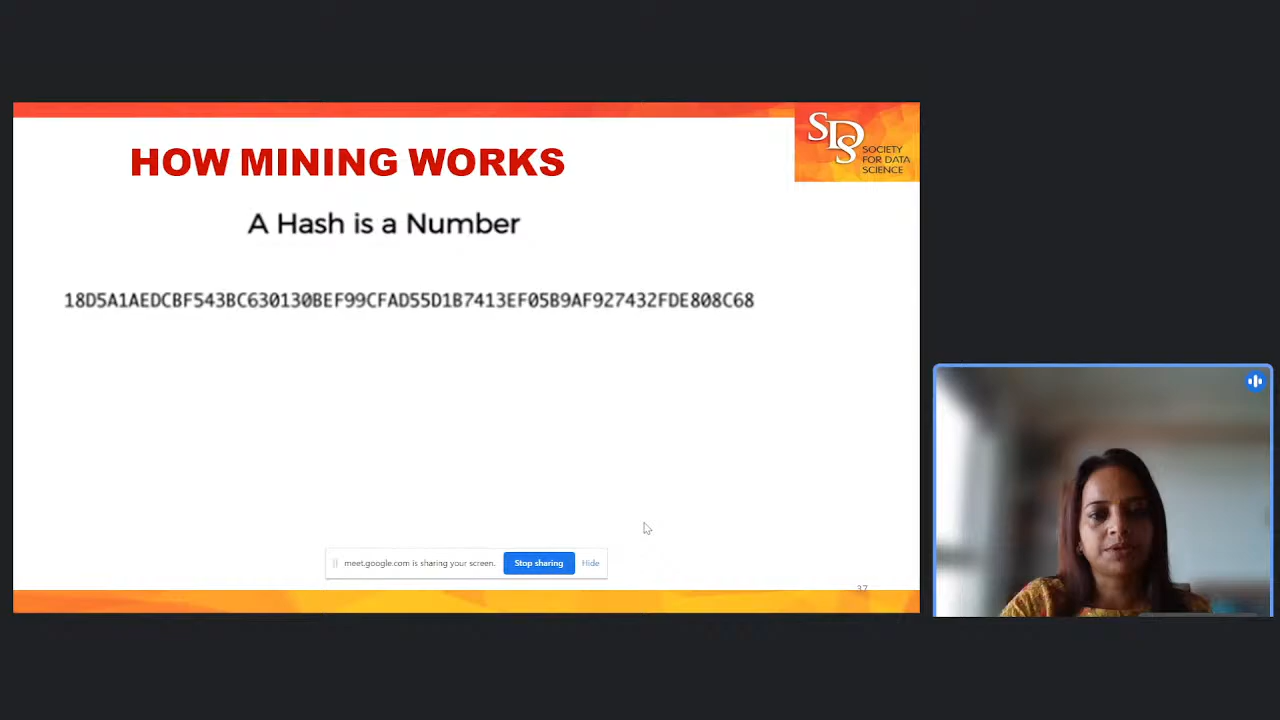 HOW MINING WORKS
SDS
SOCIETY
FOR DATA
SCIENCE
A Hash is a Number
18D5A1AEDCBF543BC630130BEF99CFAD55D1B7413EF05B9AF927432FDE808C68
meet.google.com is sharing your screen. Stop sharing Hide
37